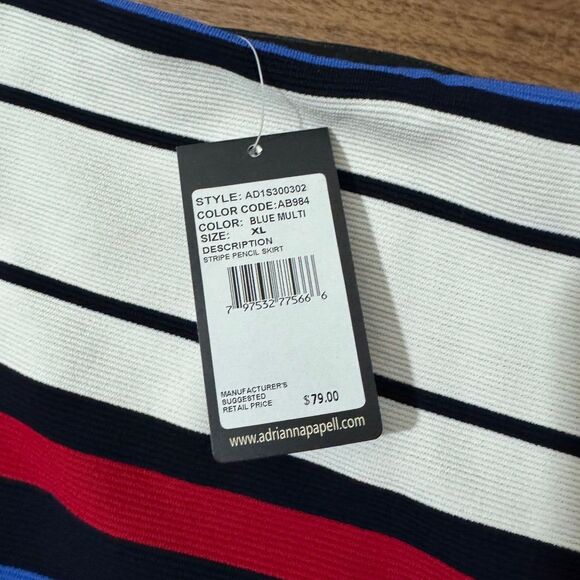 STYLE: AD1S300302
COLOR CODE:AB984
COLOR: BLUE MULTI
SIZE: XL
DESCRIPTION
STRIPE PENCIL SKIRT
7 97532 77566 6
MANUFACTURER'S
SUGGESTED
RETAIL PRICE $79.00
www.adriannapapell.com